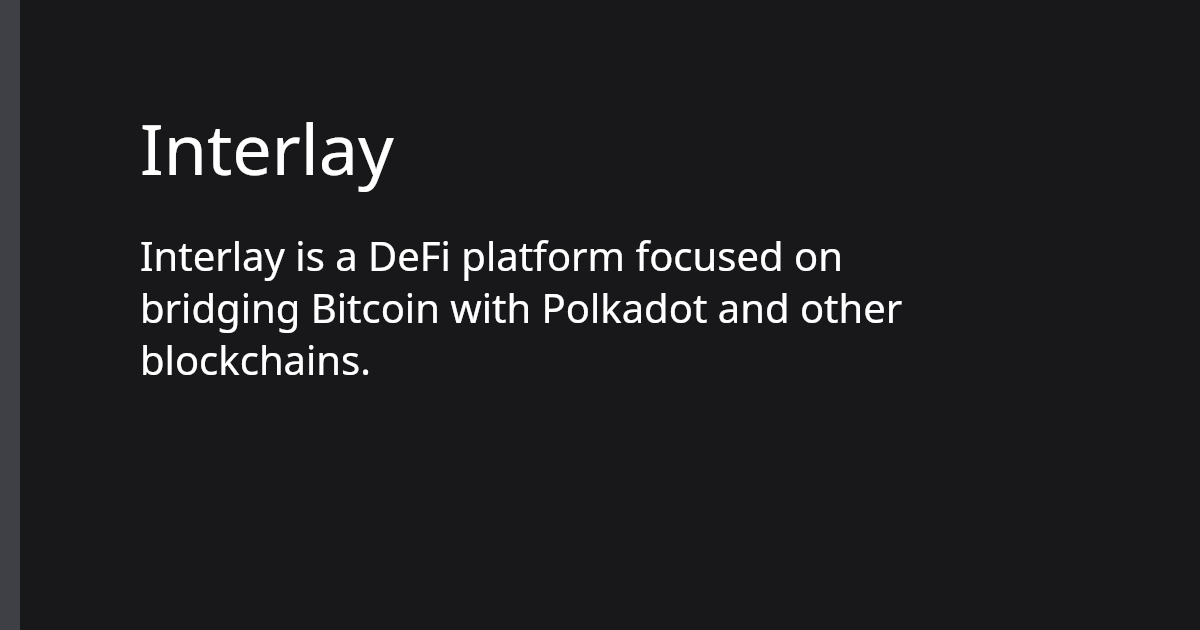 Interlay
Interlay is a DeFi platform focused on
bridging Bitcoin with Polkadot and other
blockchains.